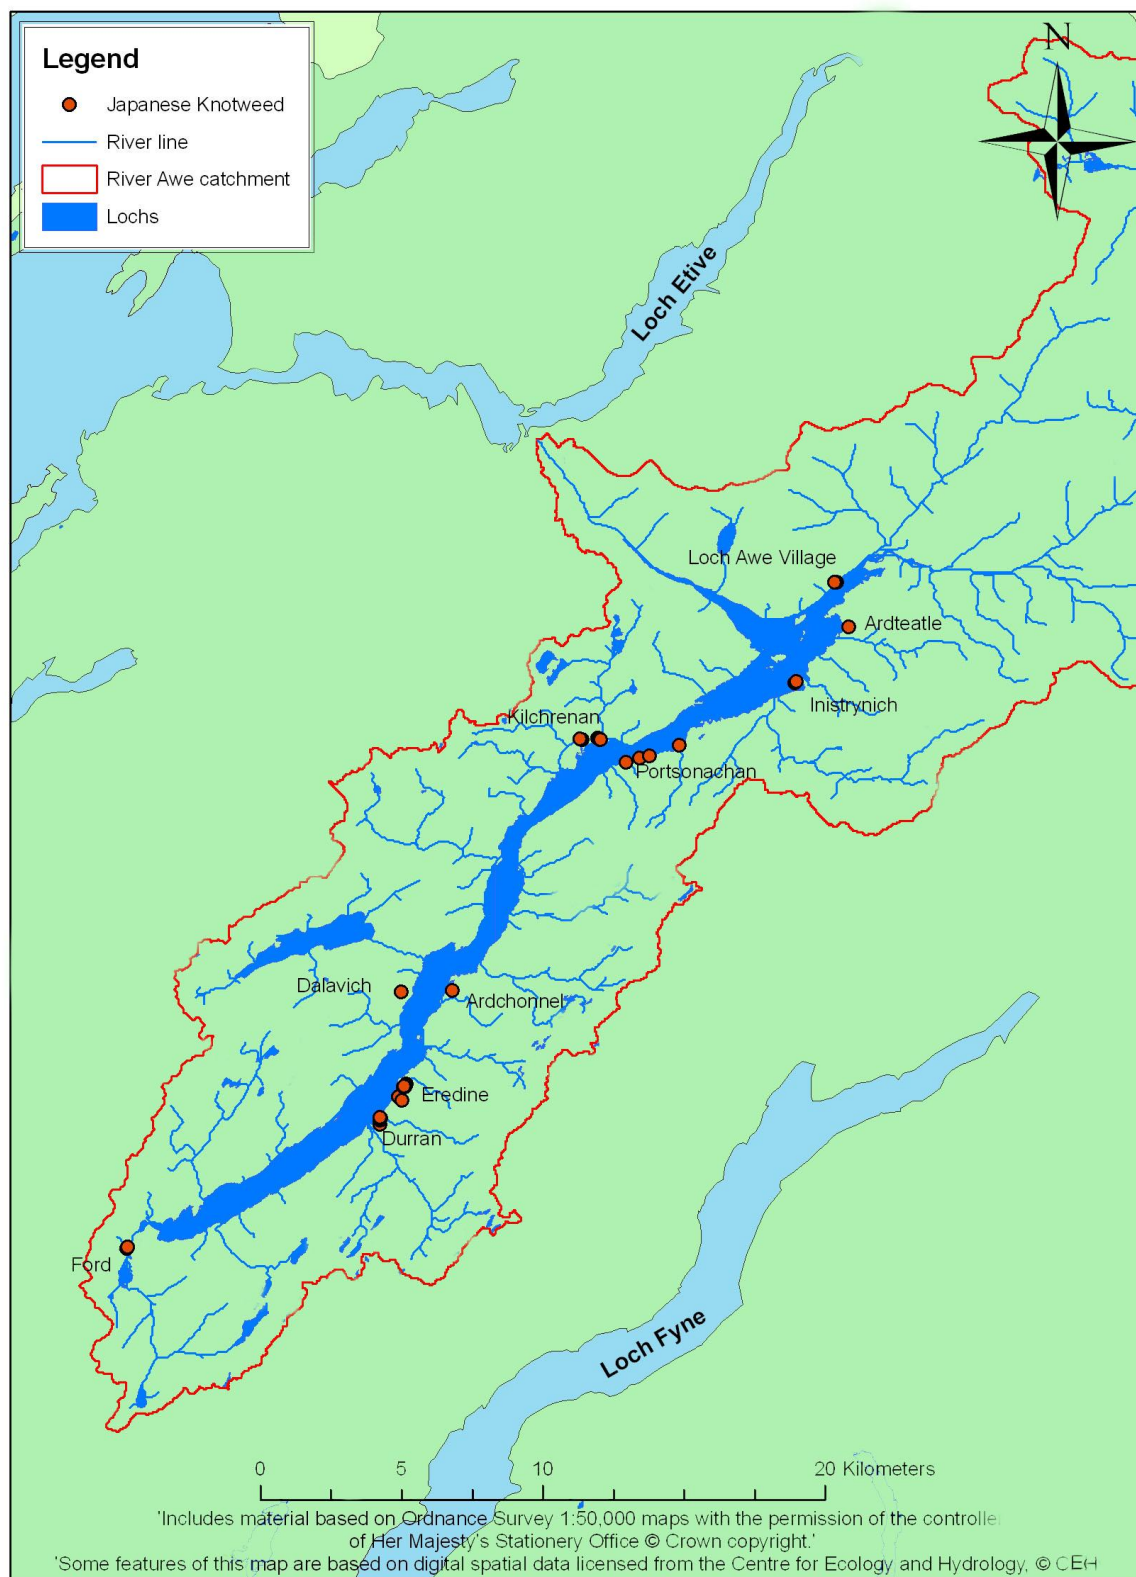 Legend
Japanese Knotweed
River line
River Awe catchment
Lochs
N
Loch Etive
Loch Awe Village
Ardteatle
Inistrynich
Kilchrenan
Portsonachan
Dalavich
Ardchonnel
Eredine
Durran
Ford
Loch Fyne
0 5 10 20 Kilometers
'Includes material based on Ordnance Survey 1:50,000 maps with the permission of the controlle
of Her Majesty's Stationery Office © Crown copyright.'
'Some features of this map are based on digital spatial data licensed from the Centre for Ecology and Hydrology, © CEH